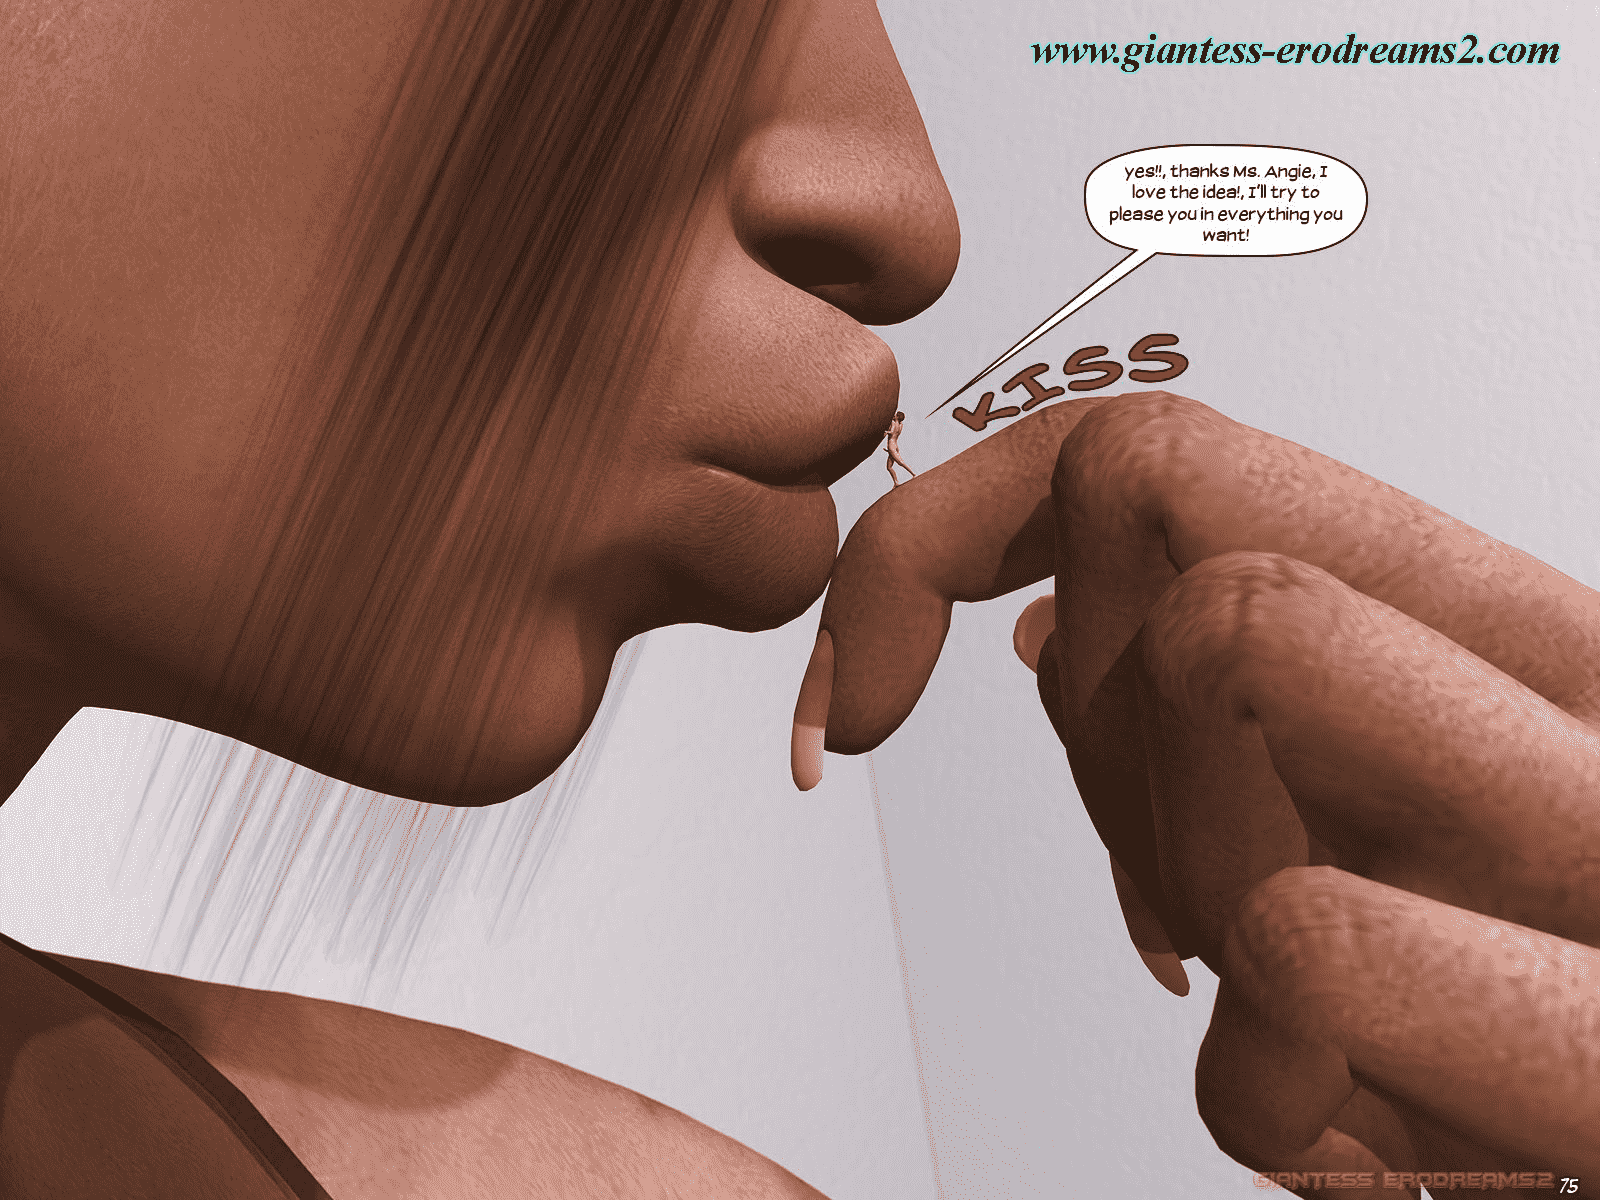 www.giantess-erodreams2.com
yes!!, thanks Ms. Angie, I
love the idea!, I'll try to
please you in everything you
want!
KISS
GIANTESS ERODREAMS2
75